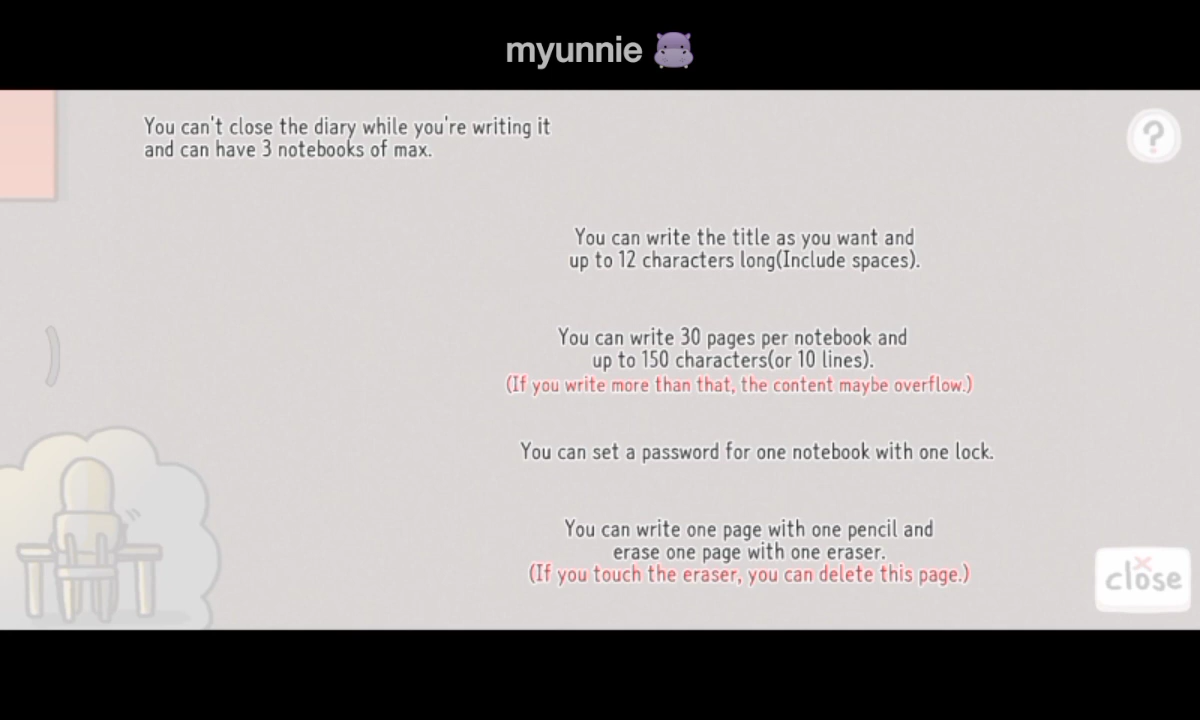 myunnie
You can't close the diary while you're writing it
and can have 3 notebooks of max.
?
You can write the title as you want and
up to 12 characters long(Include spaces).
You can write 30 pages per notebook and
up to 150 characters(or 10 lines).
(If you write more than that, the content maybe overflow.)
You can set a password for one notebook with one lock.
You can write one page with one pencil and
erase one page with one eraser.
(If you touch the eraser, you can delete this page.)
close